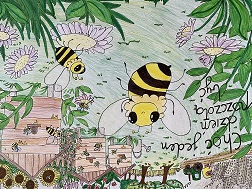 choć jeden
dzień
pszczołą
być